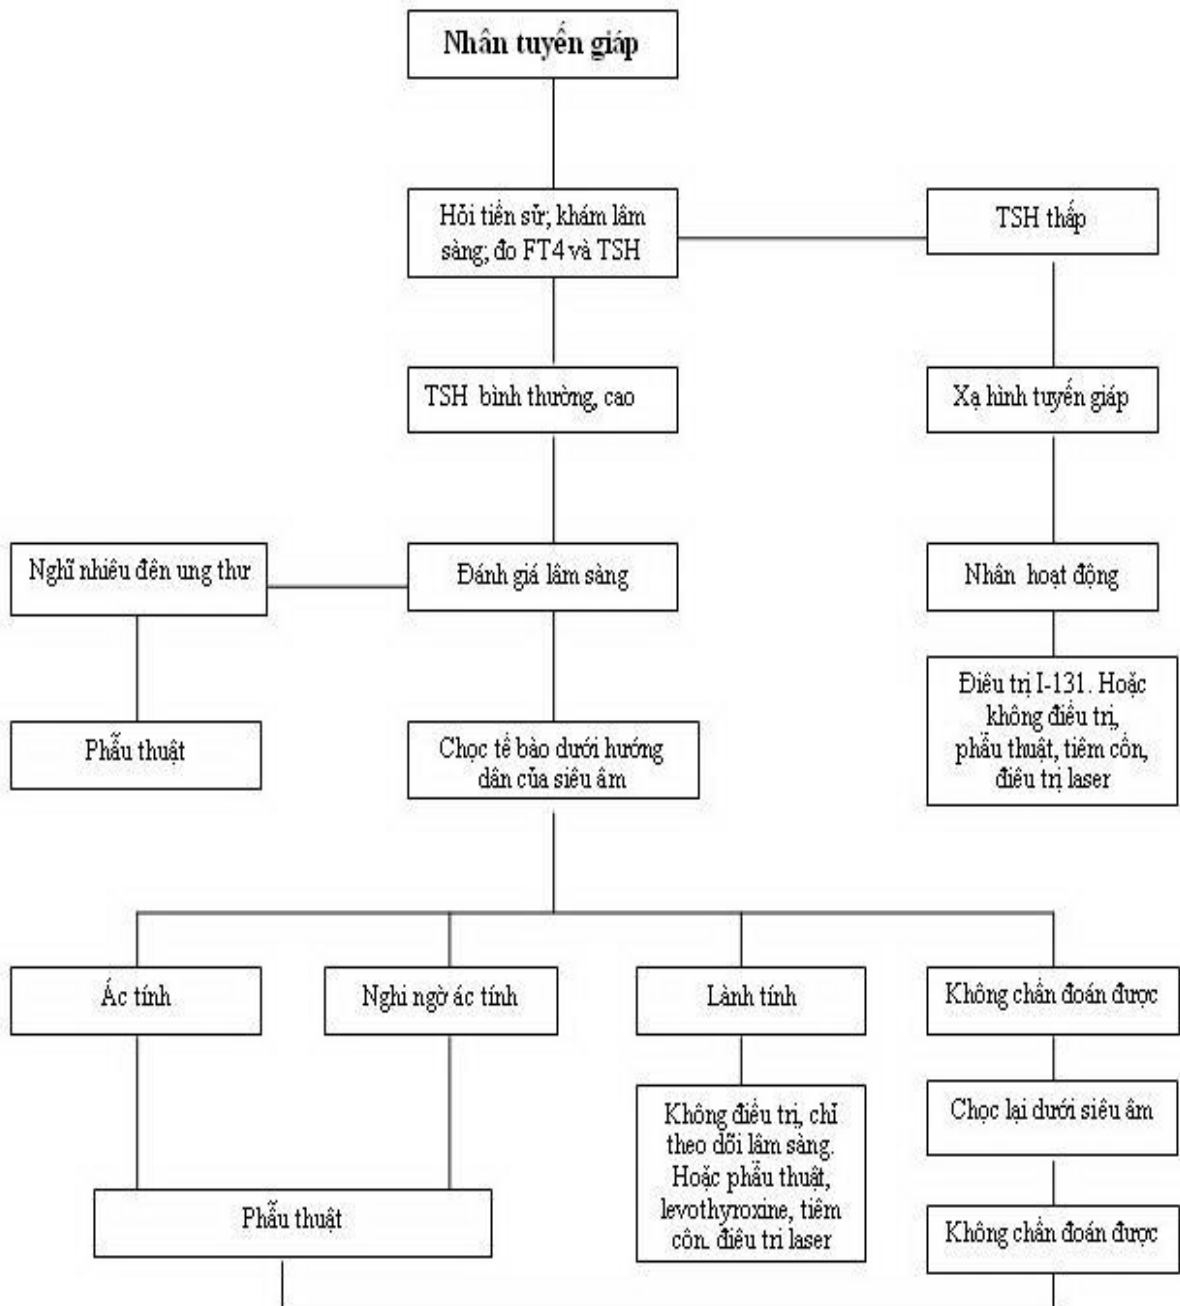 Nhân tuyến giáp
Hỏi tiền sử; khám lâm
sàng; đo FT4 và TSH
TSH thấp
TSH bình thường, cao
Xạ hình tuyến giáp
Nghĩ nhiều đến ung thư
Đánh giá lâm sàng
Nhân hoạt động
Phẫu thuật
Chọc tế bào dưới hướng
dẫn của siêu âm
Điều trị I-131. Hoặc
không điều trị,
phẫu thuật, tiêm cồn,
điều trị laser
Ác tính
Nghi ngờ ác tính
Lành tính
Không chẩn đoán được
Không điều trị, chỉ
theo dõi lâm sàng.
Hoặc phẫu thuật,
levothyroxine, tiêm
cồn. điều trị laser
Chọc lại dưới siêu âm
Phẫu thuật
Không chẩn đoán được